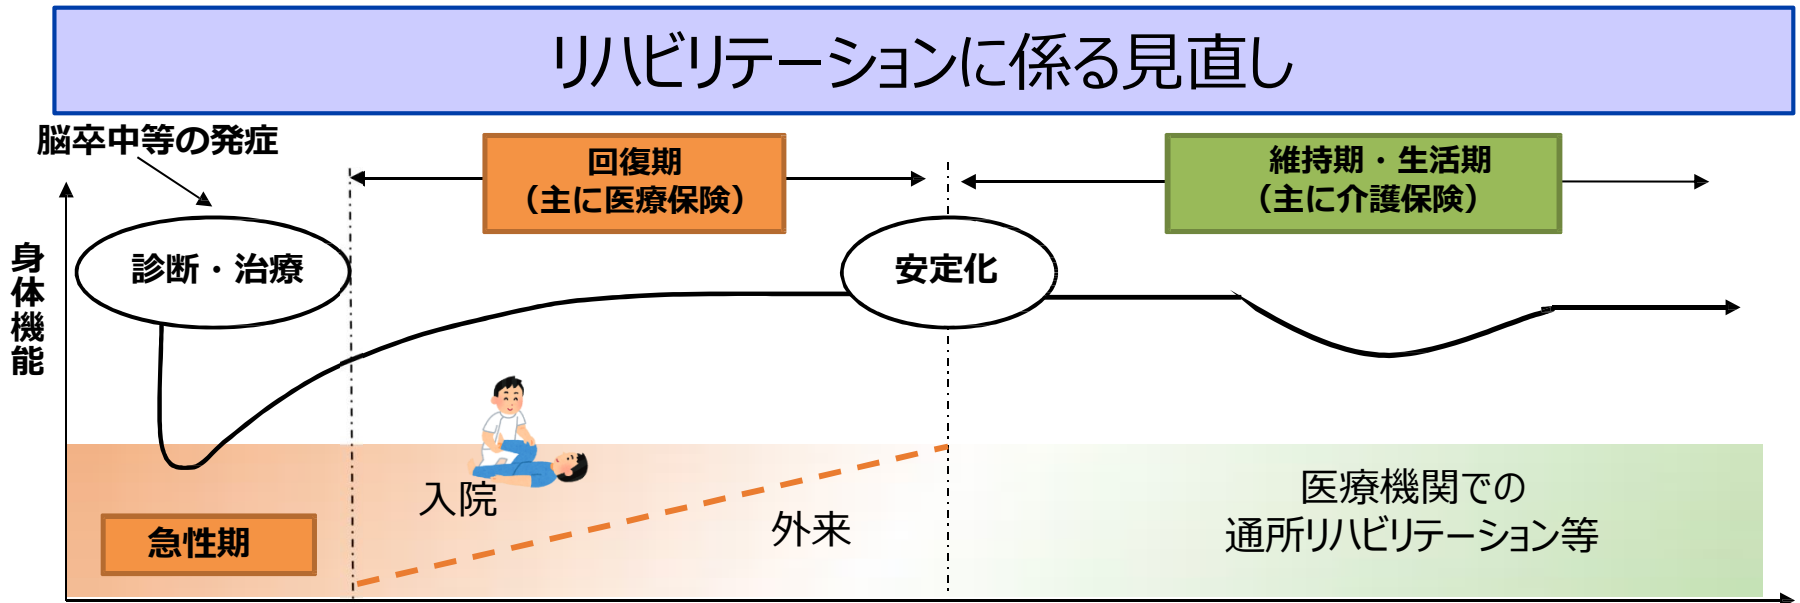 リハビリテーションに係る見直し
脳卒中等の発症
回復期
（主に医療保険）
維持期・生活期
（主に介護保険）
身体機能
診断・治療
安定化
入院
外来
急性期
医療機関での
通所リハビリテーション等